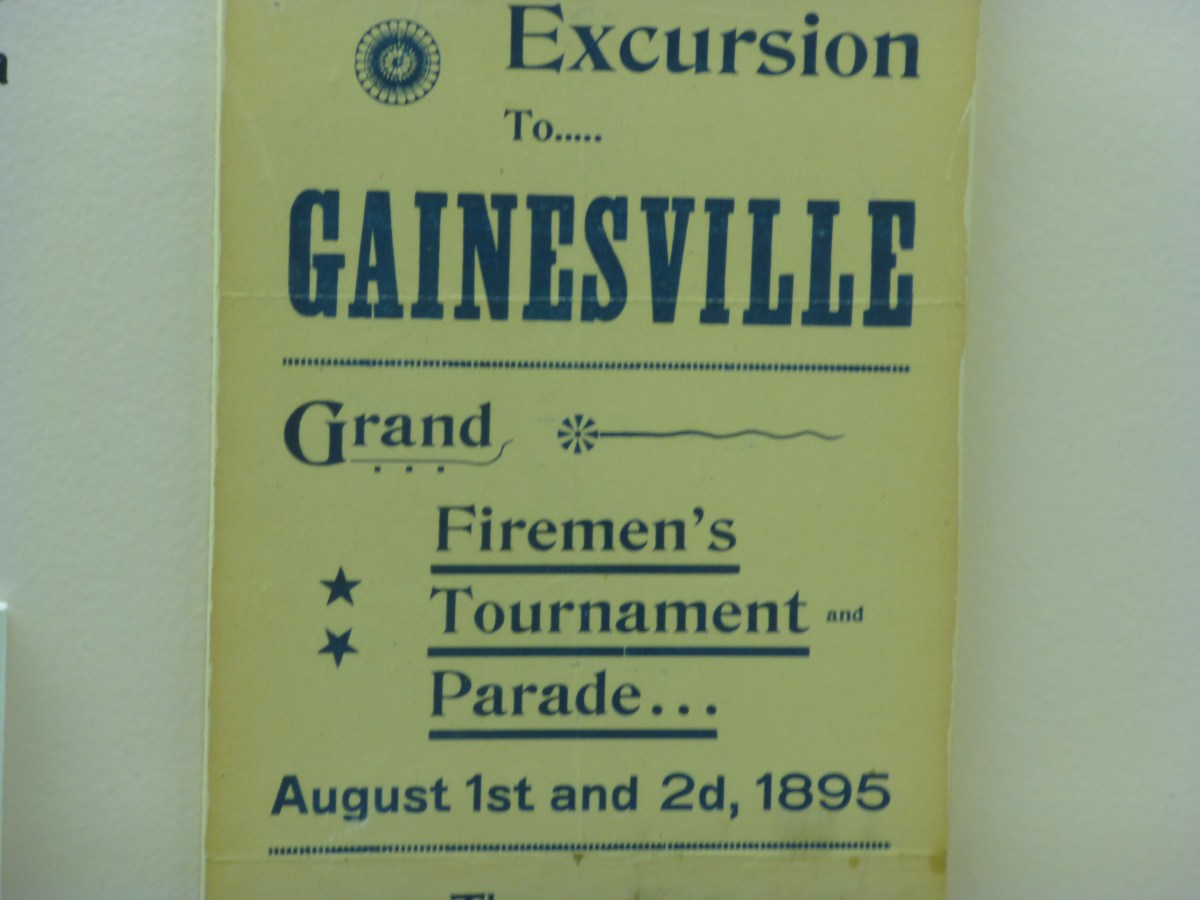 Excursion
To.....
GAINESVILLE
Grand
Firemen's
Tournament and
Parade...
August 1st and 2d, 1895